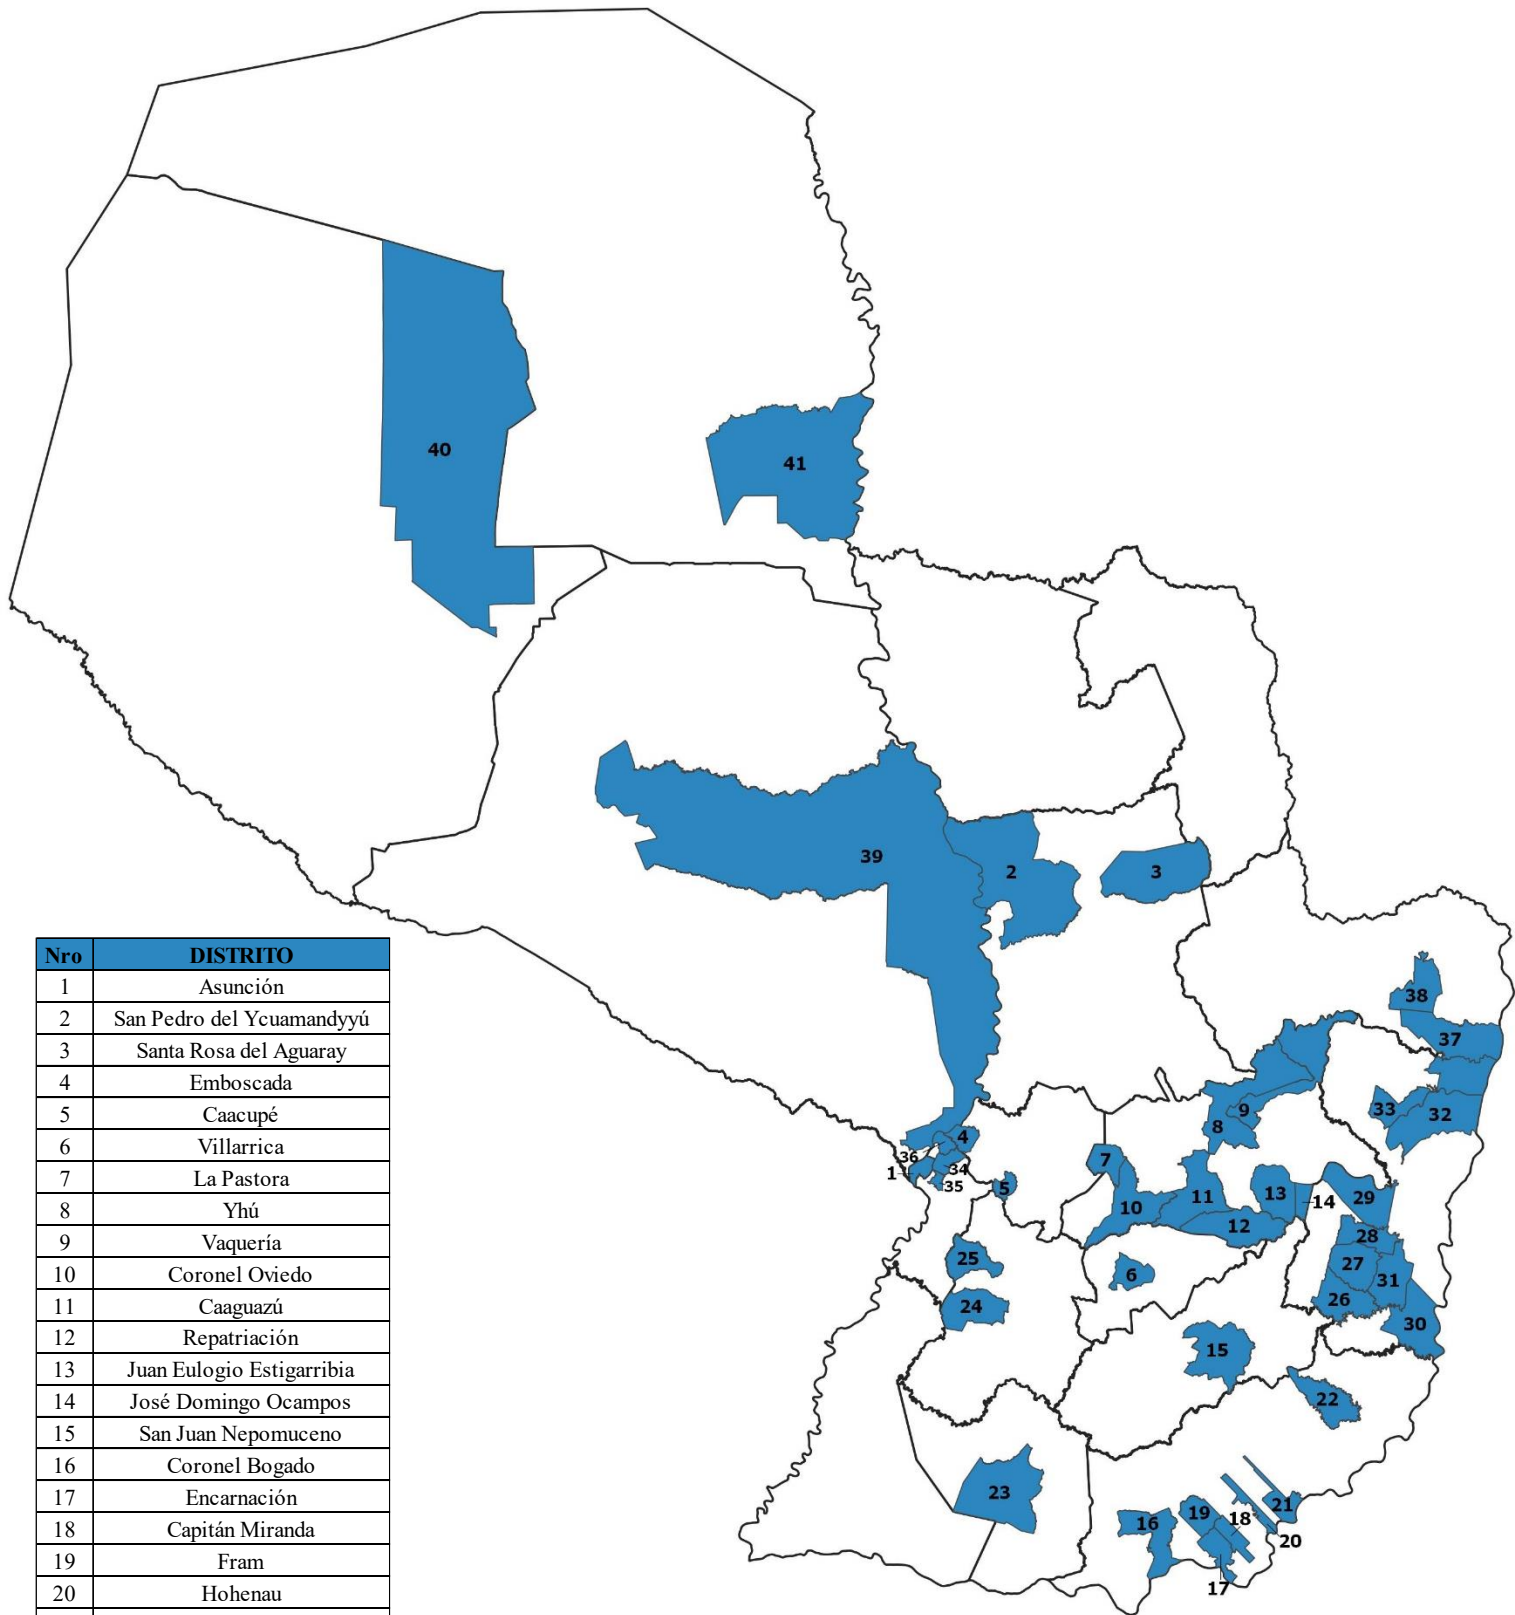 40
41
39
2
3
38
37
33
32
9
8
4
36
34
1
35
5
7
10
11
13
14
12
29
28
27
31
26
30
25
6
24
15
22
23
16
19
18
21
20
17
Nro DISTRITO
1 Asunción
2 San Pedro del Ycuamandyyú
3 Santa Rosa del Aguaray
4 Emboscada
5 Caacupé
6 Villarrica
7 La Pastora
8 Yhú
9 Vaquería
10 Coronel Oviedo
11 Caaguazú
12 Repatriación
13 Juan Eulogio Estigarribia
14 José Domingo Ocampos
15 San Juan Nepomuceno
16 Coronel Bogado
17 Encarnación
18 Capitán Miranda
19 Fram
20 Hohenau